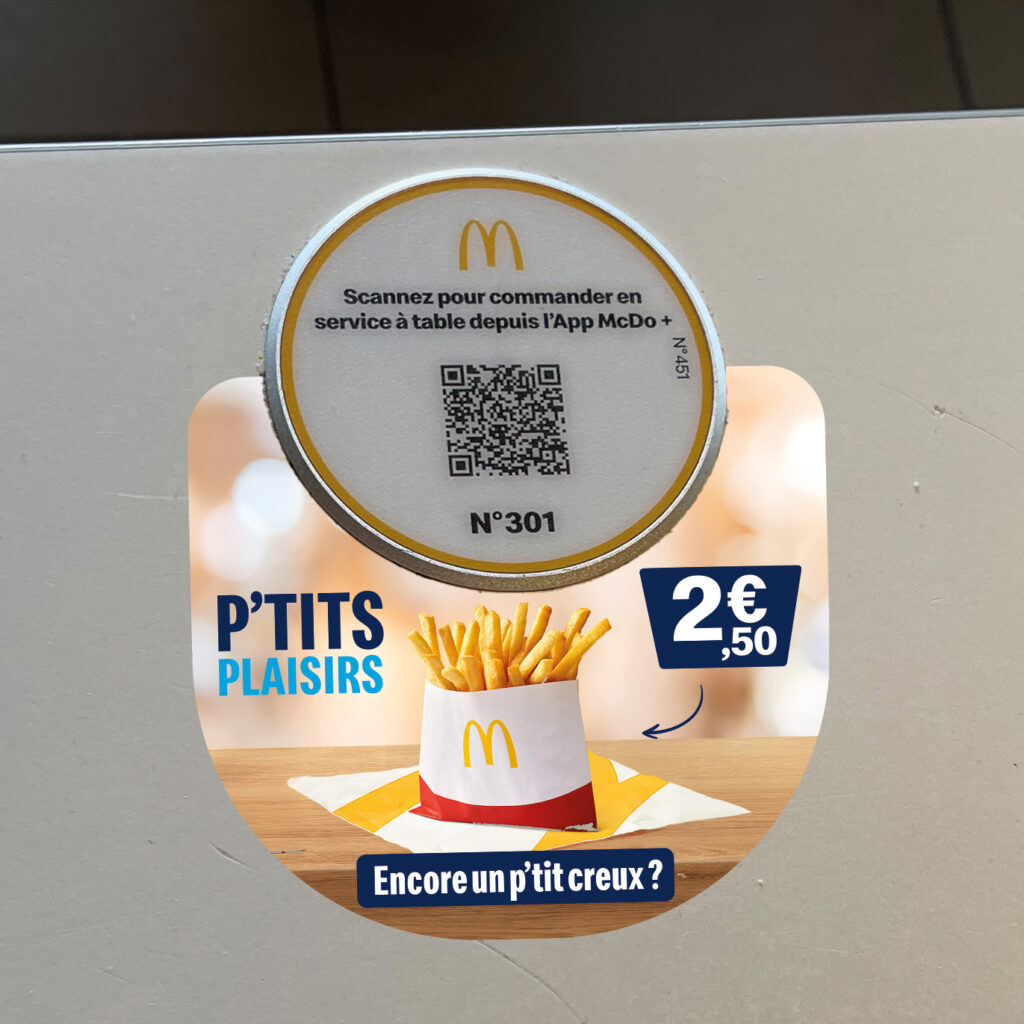 Scannez pour commander en
service à table depuis l'App McDo +
N°451
N°301
P'TITS
PLAISIRS
2€,50
Encore un p'tit creux ?